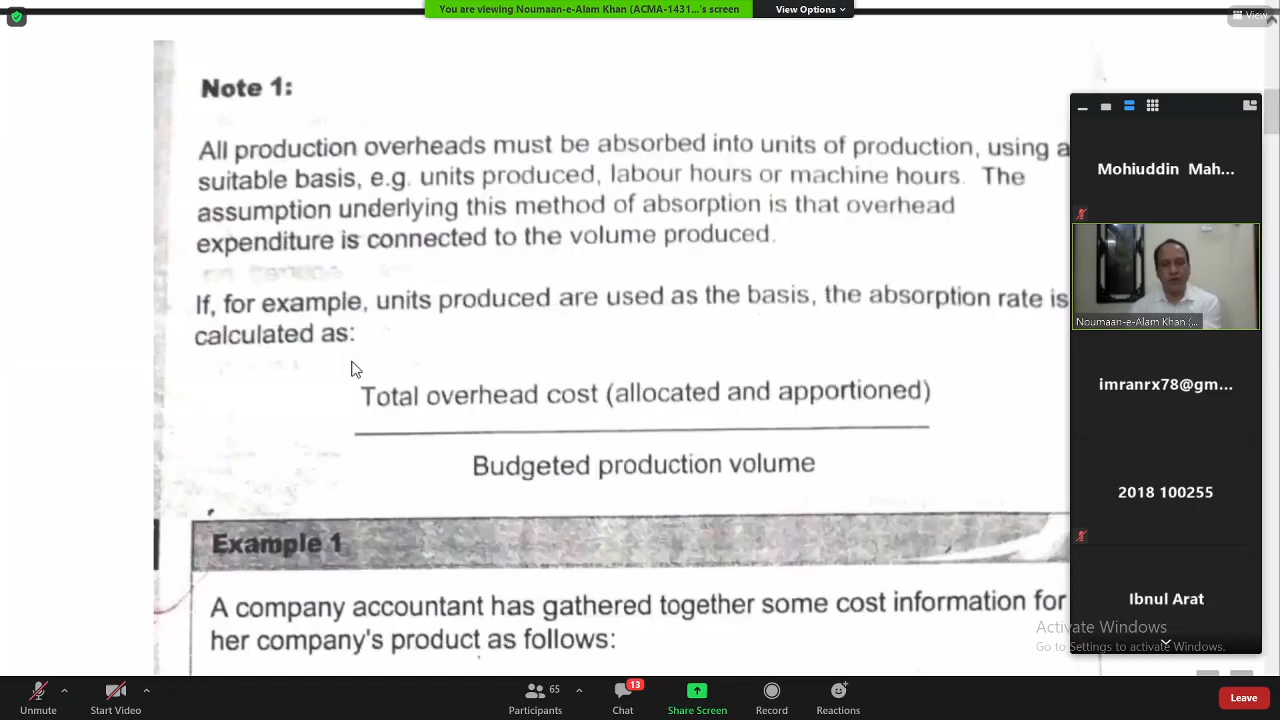 You are viewing Noumaan-e-Alam Khan (ACMA-1431...'s screen
View Options
View
Note 1:
All production overheads must be absorbed into units of production, using a
suitable basis, e.g. units produced, labour hours or machine hours. The
assumption underlying this method of absorption is that overhead
expenditure is connected to the volume produced.
If, for example, units produced are used as the basis, the absorption rate is
calculated as:
Total overhead cost (allocated and apportioned)
Budgeted production volume
Example 1
A company accountant has gathered together some cost information for
her company's product as follows:
Mohiuddin Mah...
Noumaan-e-Alam Khan (...
imranrx78@gm...
2018 100255
Ibnul Arat
Activate Windows
Go to Settings to activate Windows.
Unmute
Start Video
Participants
65
Chat
13
Share Screen
Record
Reactions
Leave